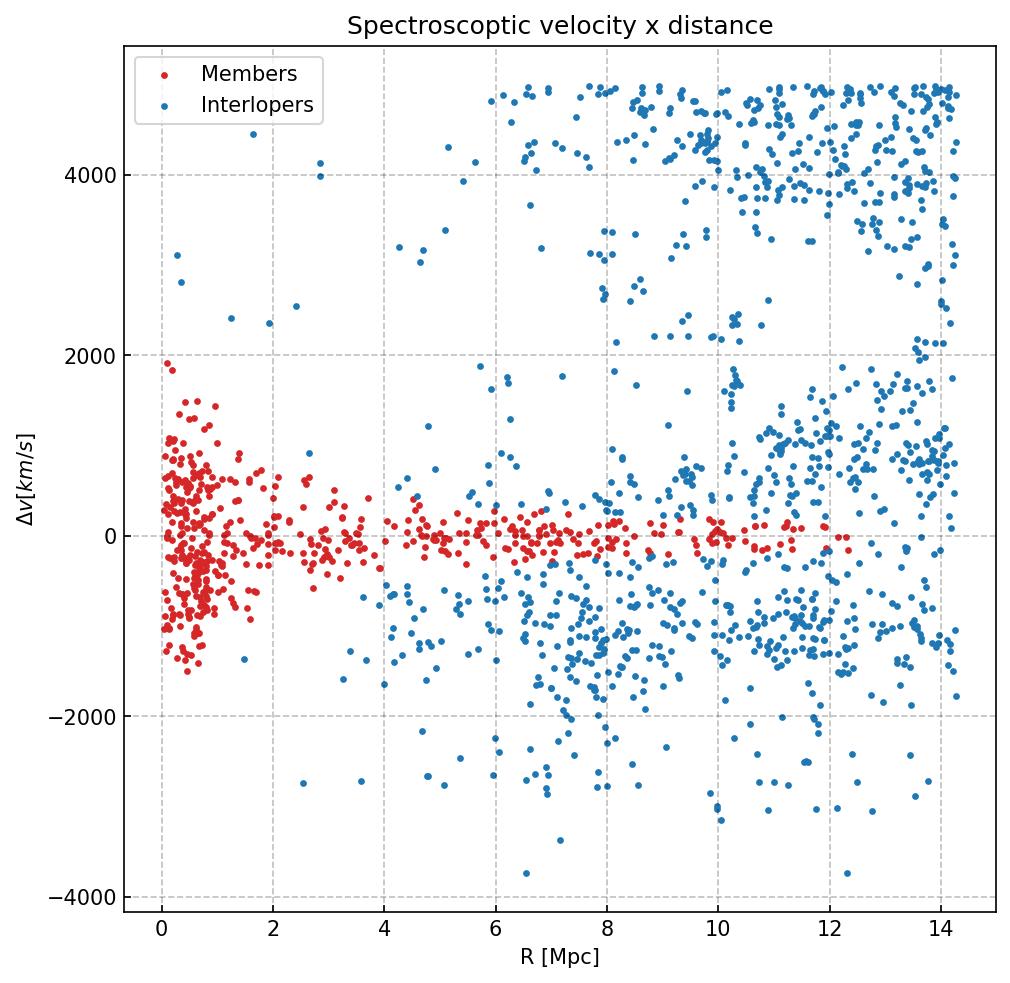 Spectroscoptic velocity x distance
Members
Interlopers
4000
2000
0
−2000
−4000
Δv[km/s]
0 2 4 6 8 10 12 14
R [Mpc]